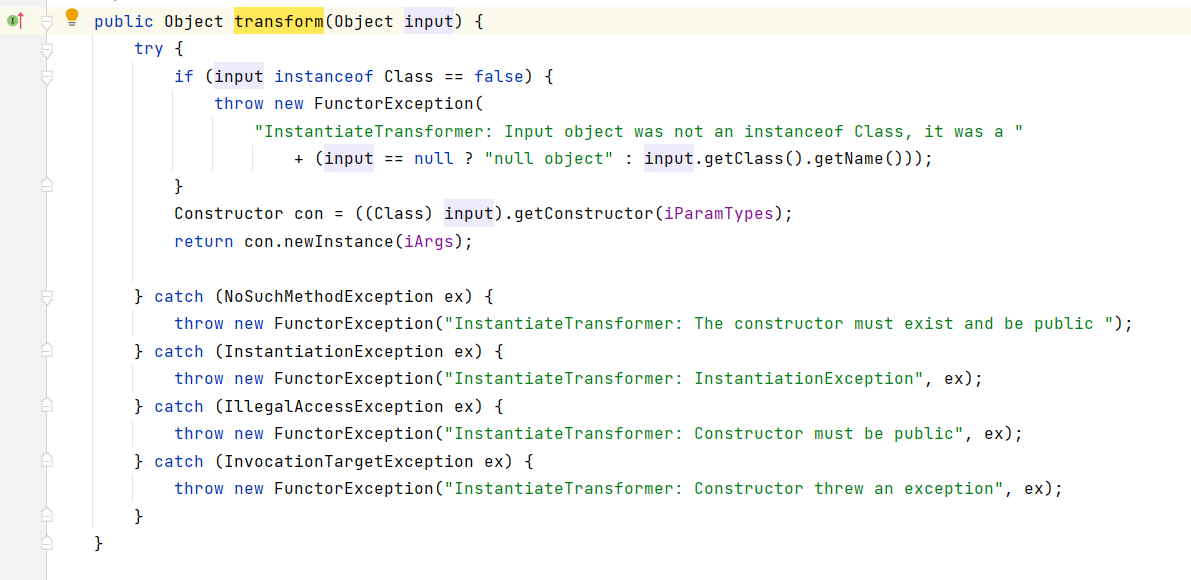 public Object transform(Object input) {
    try {
        if (input instanceof Class == false) {
            throw new FunctorException(
                "InstantiateTransformer: Input object was not an instanceof Class, it was a "
                    + (input == null ? "null object" : input.getClass().getName()));
        }
        Constructor con = ((Class) input).getConstructor(iParamTypes);
        return con.newInstance(iArgs);

    } catch (NoSuchMethodException ex) {
        throw new FunctorException("InstantiateTransformer: The constructor must exist and be public ");
    } catch (InstantiationException ex) {
        throw new FunctorException("InstantiateTransformer: InstantiationException", ex);
    } catch (IllegalAccessException ex) {
        throw new FunctorException("InstantiateTransformer: Constructor must be public", ex);
    } catch (InvocationTargetException ex) {
        throw new FunctorException("InstantiateTransformer: Constructor threw an exception", ex);
    }
}